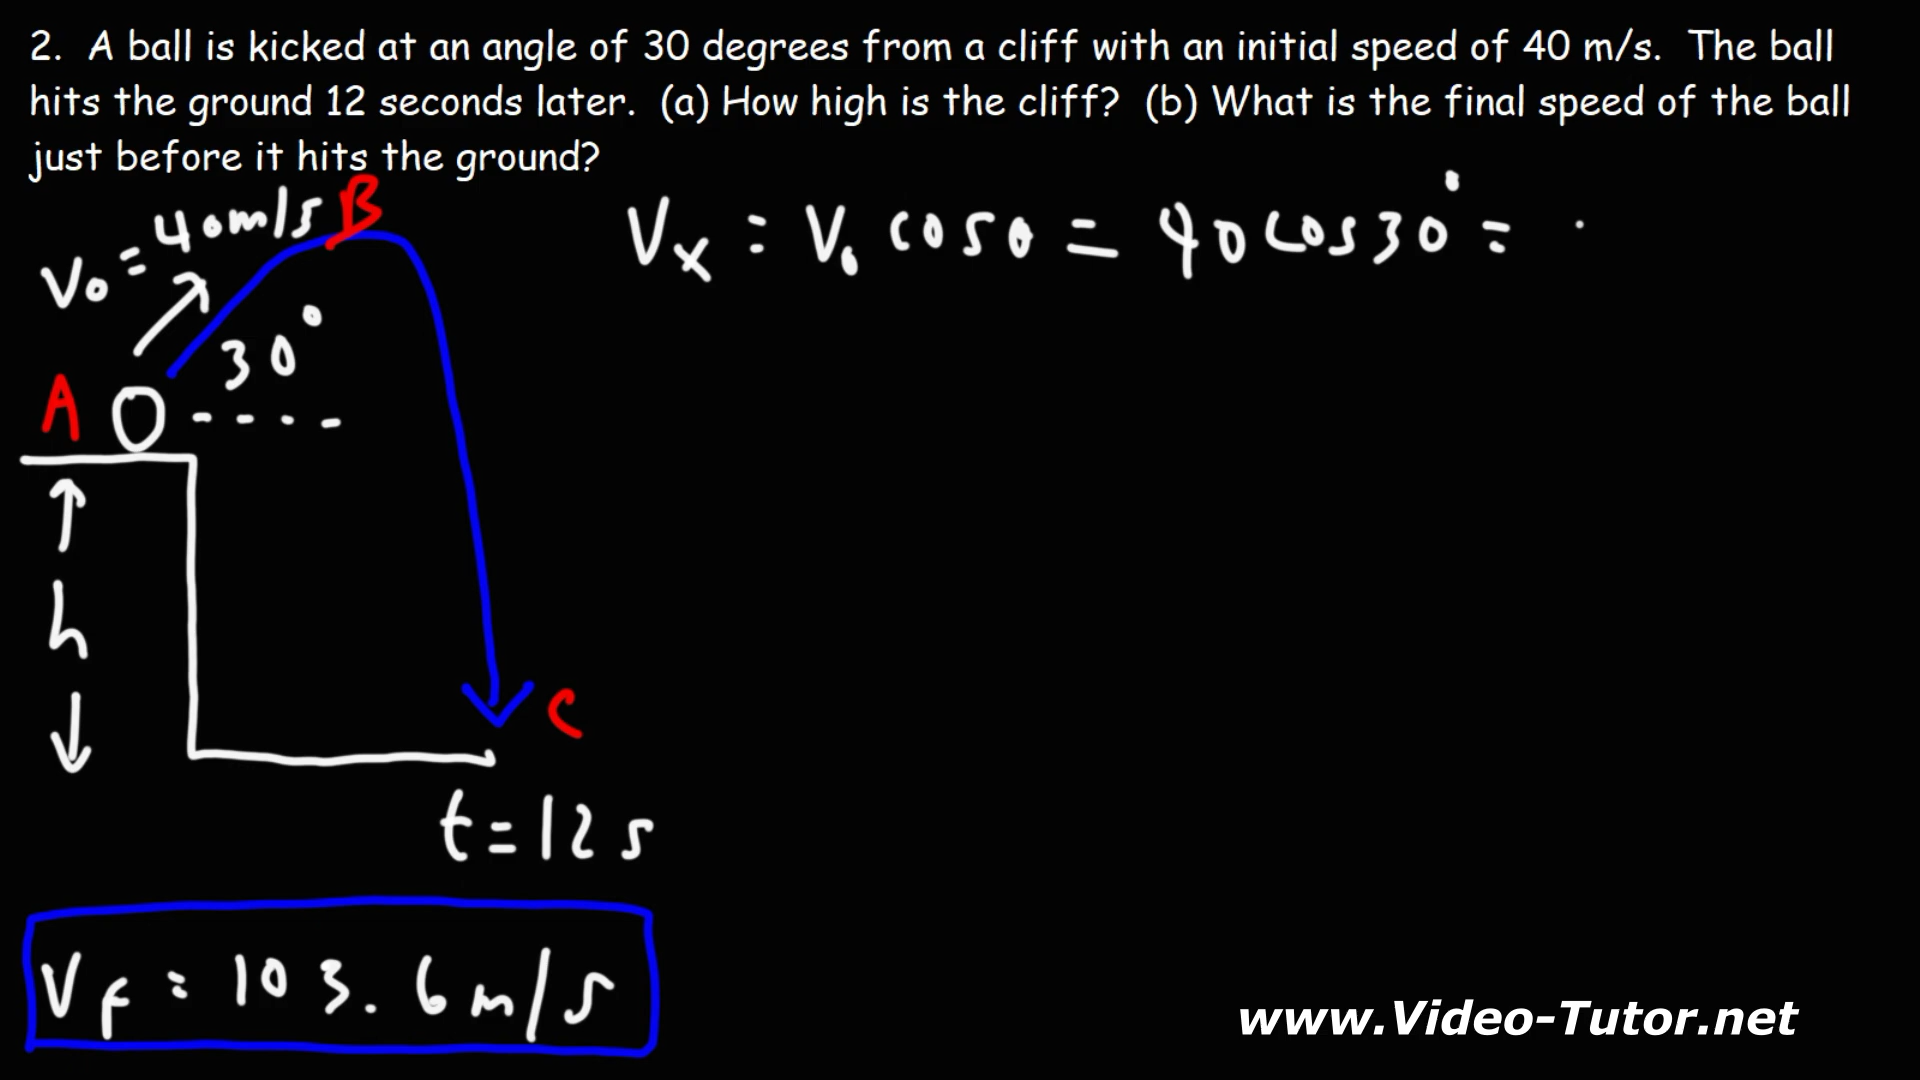 2. A ball is kicked at an angle of 30 degrees from a cliff with an initial speed of 40 m/s. The ball
hits the ground 12 seconds later. (a) How high is the cliff? (b) What is the final speed of the ball
just before it hits the ground?
V₀ = 40m/s
B
Vₓ = V₀ cosθ = 40 cos30° =
30°
A
h
C
t = 12 s
V_F = 103.6 m/s
www.Video-Tutor.net